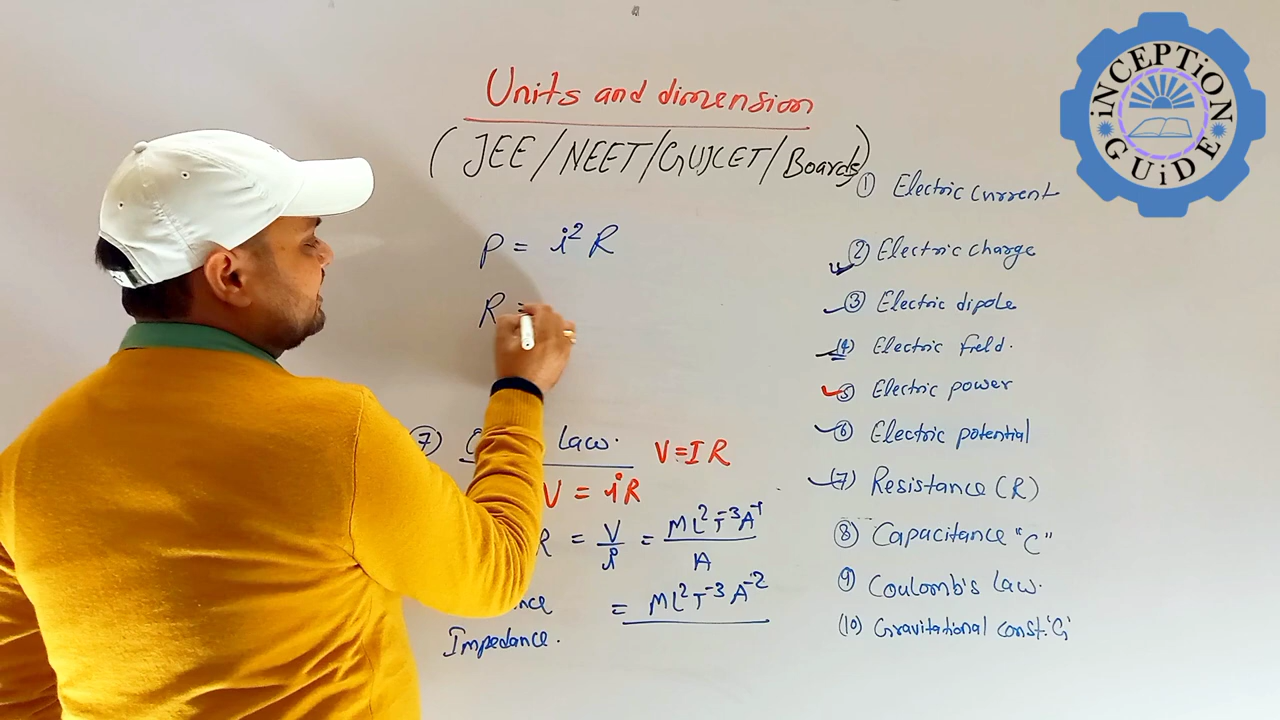 Units and dimension
(JEE/NEET/GUJCET/Boards)
P = i² R
R =
(7) Law.
V=IR
V = iR
R = V/i = ML²T⁻³A⁻¹/A
= ML²T⁻³A⁻²
Impedance.
(1) Electric current
(2) Electric charge
(3) Electric dipole
(4) Electric field.
(5) Electric power
(6) Electric potential
(7) Resistance (R)
(8) Capacitance "C"
(9) Coulomb's Law.
(10) Gravitational const. 'G'
iNCEPTiON
GUiDE